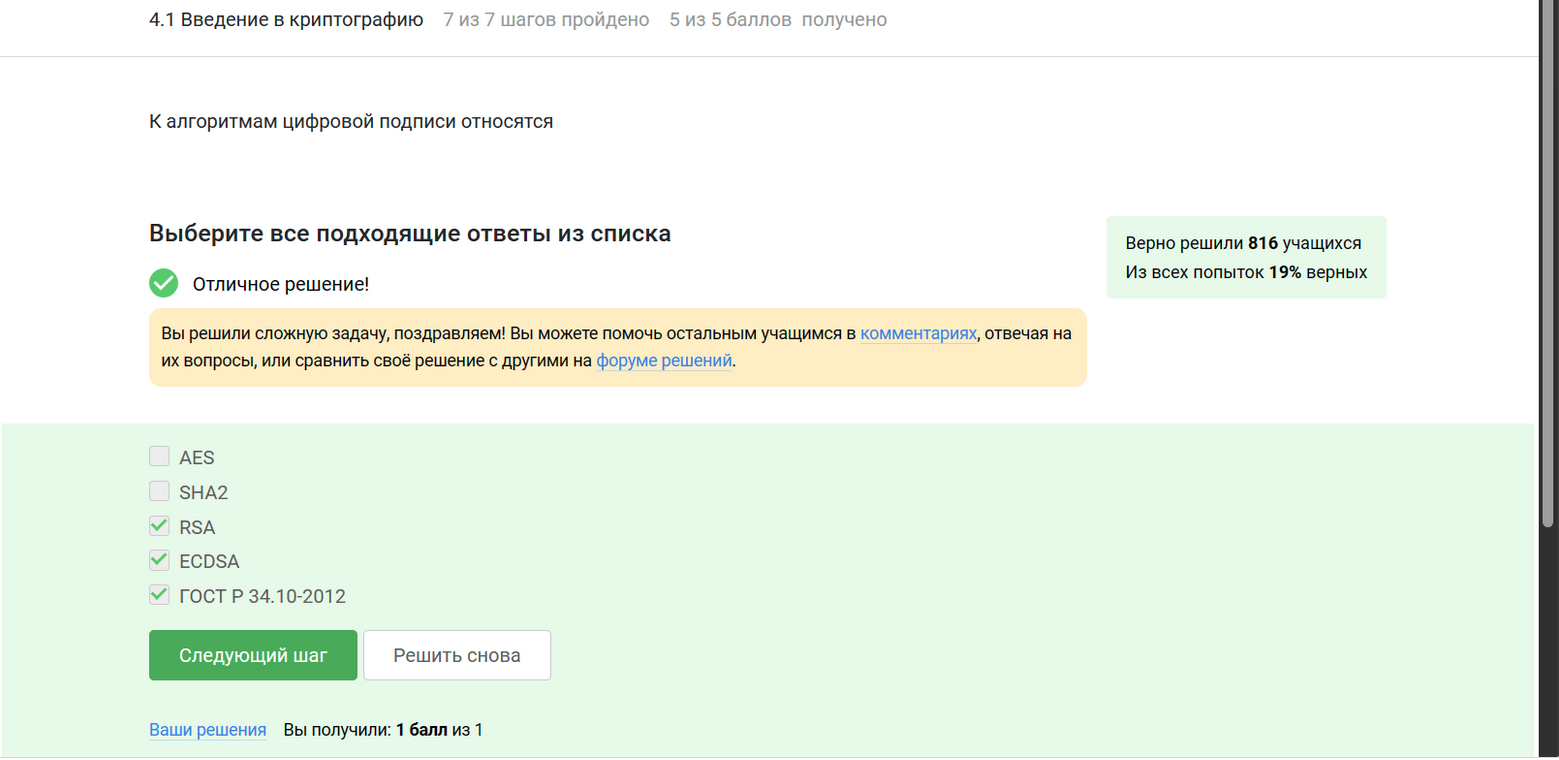 4.1 Введение в криптографию 7 из 7 шагов пройдено 5 из 5 баллов получено
К алгоритмам цифровой подписи относятся
Выберите все подходящие ответы из списка
Верно решили 816 учащихся
Из всех попыток 19% верных
Отличное решение!
Вы решили сложную задачу, поздравляем! Вы можете помочь остальным учащимся в комментариях, отвечая на
их вопросы, или сравнить своё решение с другими на форуме решений.
AES
SHA2
RSA
ECDSA
ГОСТ Р 34.10-2012
Следующий шаг Решить снова
Ваши решения Вы получили: 1 балл из 1